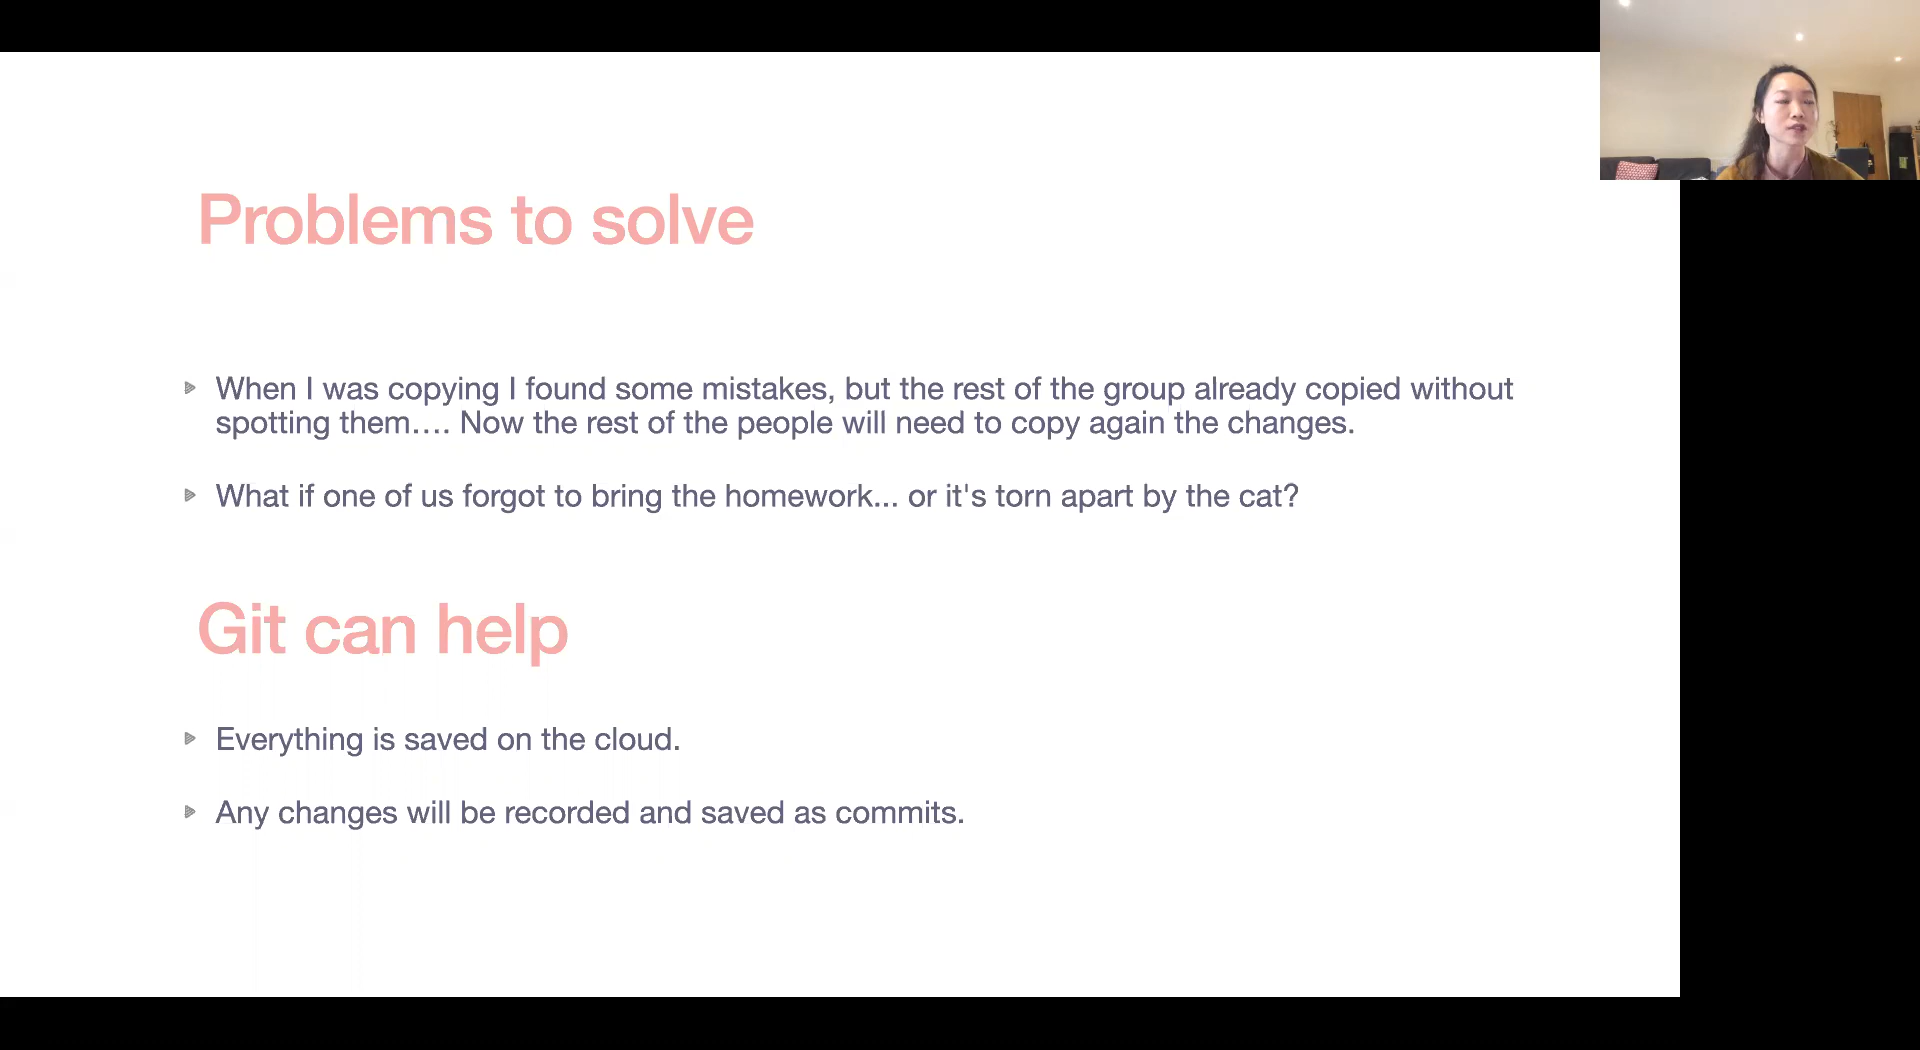 Problems to solve
When I was copying I found some mistakes, but the rest of the group already copied without
spotting them…. Now the rest of the people will need to copy again the changes.
What if one of us forgot to bring the homework... or it's torn apart by the cat?
Git can help
Everything is saved on the cloud.
Any changes will be recorded and saved as commits.